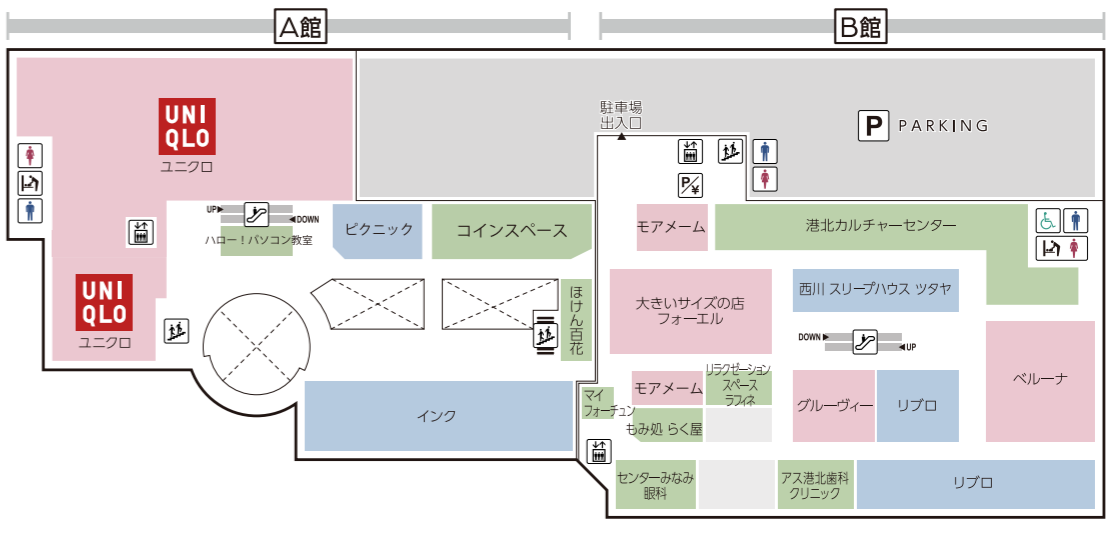 A館
B館
UNI
QLO
ユニクロ
駐車場
出入口
P PARKING
P/¥
UP
DOWN
ハロー！パソコン教室
ピクニック
コインスペース
モアメーム
港北カルチャーセンター
UNI
QLO
ユニクロ
ほけん百花
大きいサイズの店
フォーエル
西川 スリープハウス ツタヤ
DOWN
UP
リラクゼーション
スペース
ラフィネ
モアメーム
マイ
フォーチュン
もみ処 らく屋
グルーヴィー
リブロ
ベルーナ
インク
センターみなみ
眼科
アス港北歯科
クリニック
リブロ